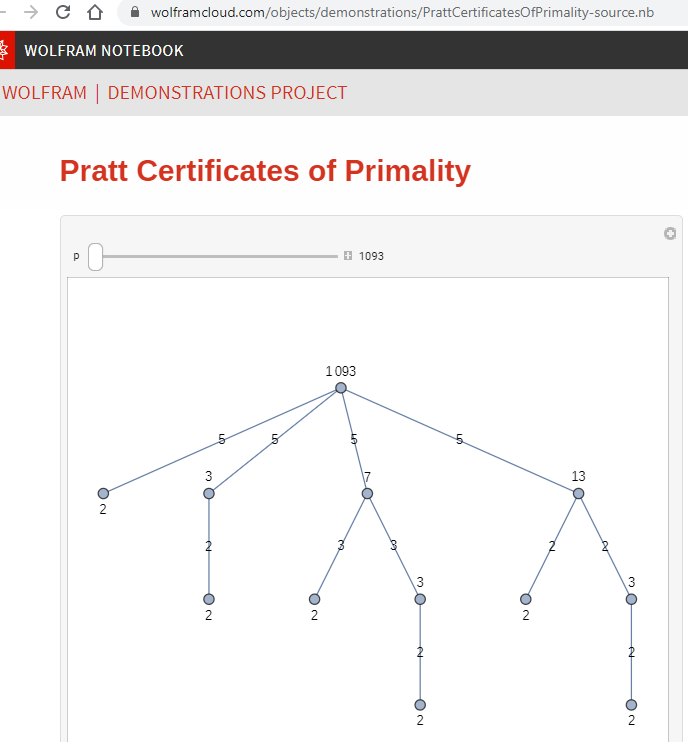 wolframcloud.com/objects/demonstrations/PrattCertificatesOfPrimality-source.nb
WOLFRAM NOTEBOOK
WOLFRAM | DEMONSTRATIONS PROJECT
Pratt Certificates of Primality
p 1093
1093
5 5 5 5
3 7 13
2
2 3 3 2 2
3 3
2 2 2
2 2
2 2